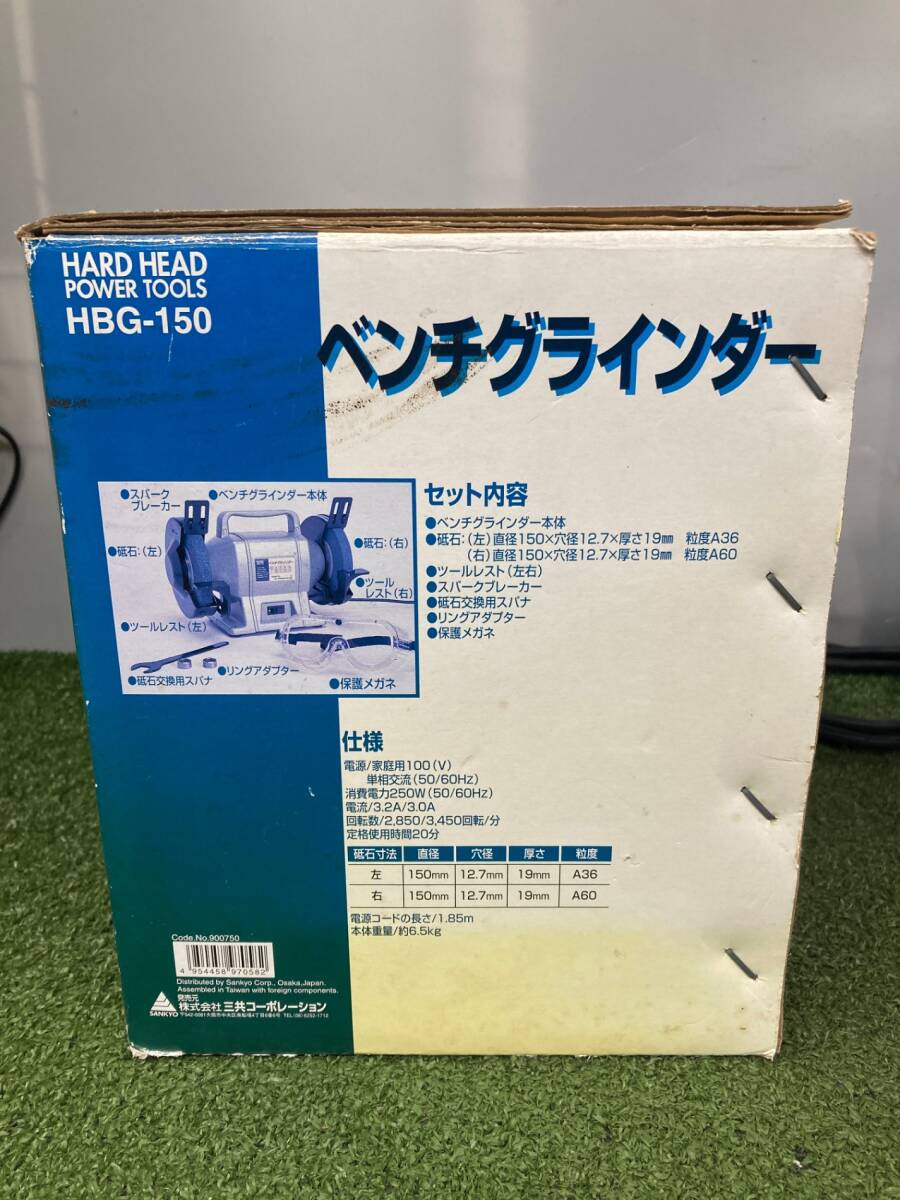 HARD HEAD
POWER TOOLS
HBG-150
ベンチグラインダー
●スパーク
ブレーカー
●ベンチグラインダー本体
●砥石:(左)
●砥石:(右)
●ツール
レスト(右)
●ツールレスト(左)
●リングアダプター
●砥石交換用スパナ
●保護メガネ
セット内容
●ベンチグラインダー本体
●砥石:(左)直径150×穴径12.7×厚さ19㎜ 粒度A36
(右)直径150×穴径12.7×厚さ19㎜ 粒度A60
●ツールレスト(左右)
●スパークブレーカー
●砥石交換用スパナ
●リングアダプター
●保護メガネ
仕様
電源/家庭用100(V)
単相交流(50/60Hz)
消費電力250W(50/60Hz)
電流/3.2A/3.0A
回転数/2,850/3,450回転/分
定格使用時間20分
砥石寸法 直径 穴径 厚さ 粒度
左 150mm 12.7mm 19mm A36
右 150mm 12.7mm 19mm A60
電源コードの長さ/1.85m
本体重量/約6.5kg
Code.No.900750
4 954458 970582
Distributed by Sankyo Corp., Osaka,Japan.
Assembled in Taiwan with foreign components.
SANKYO
発売元
株式会社三共コーポレーション
大阪市中央区南船場4丁目6番6号